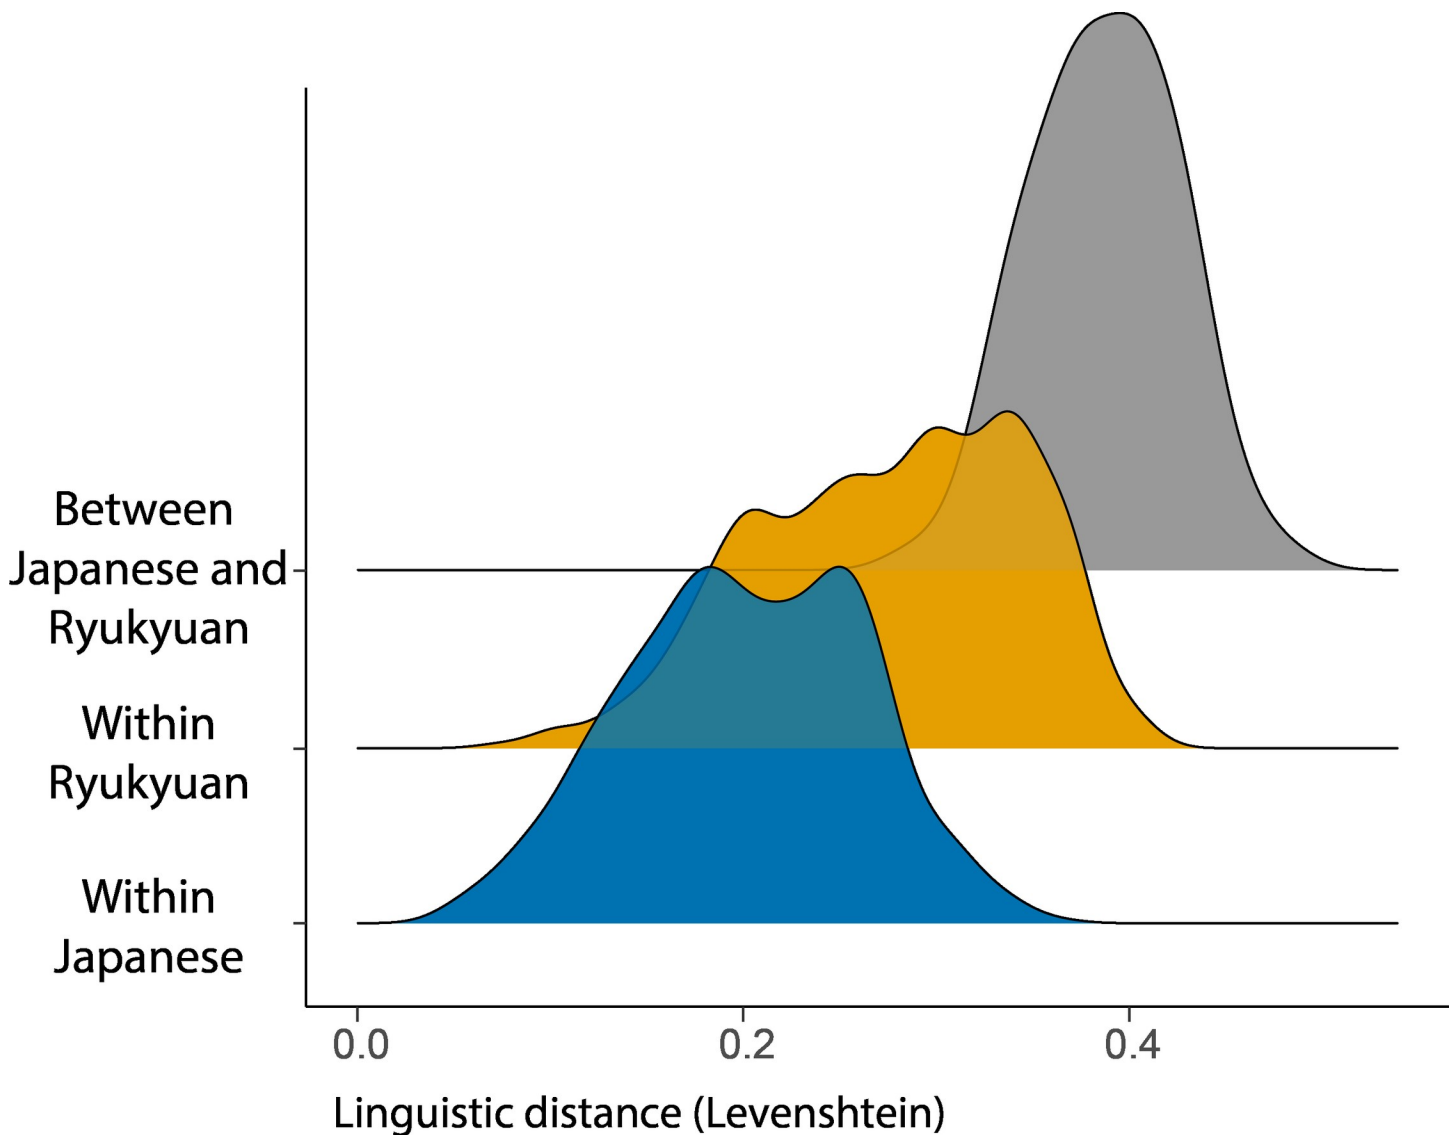 Between
Japanese and
Ryukyuan
Within
Ryukyuan
Within
Japanese
0.0
0.2
0.4
Linguistic distance (Levenshtein)